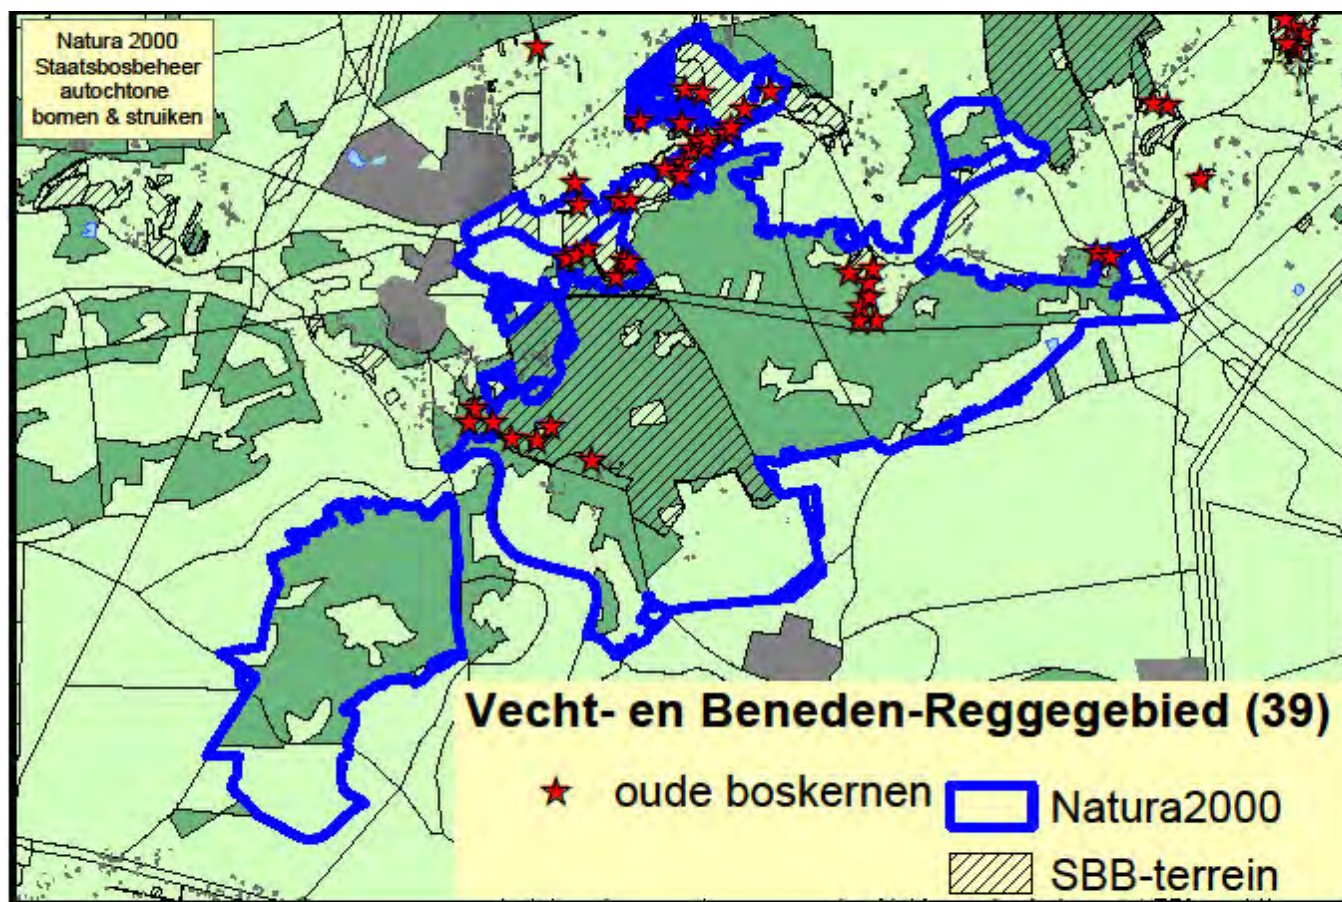 Natura 2000
Staatsbosbeheer
autochtone
bomen & struiken
Vecht- en Beneden-Reggegebied (39)
oude boskernen
Natura2000
SBB-terrein